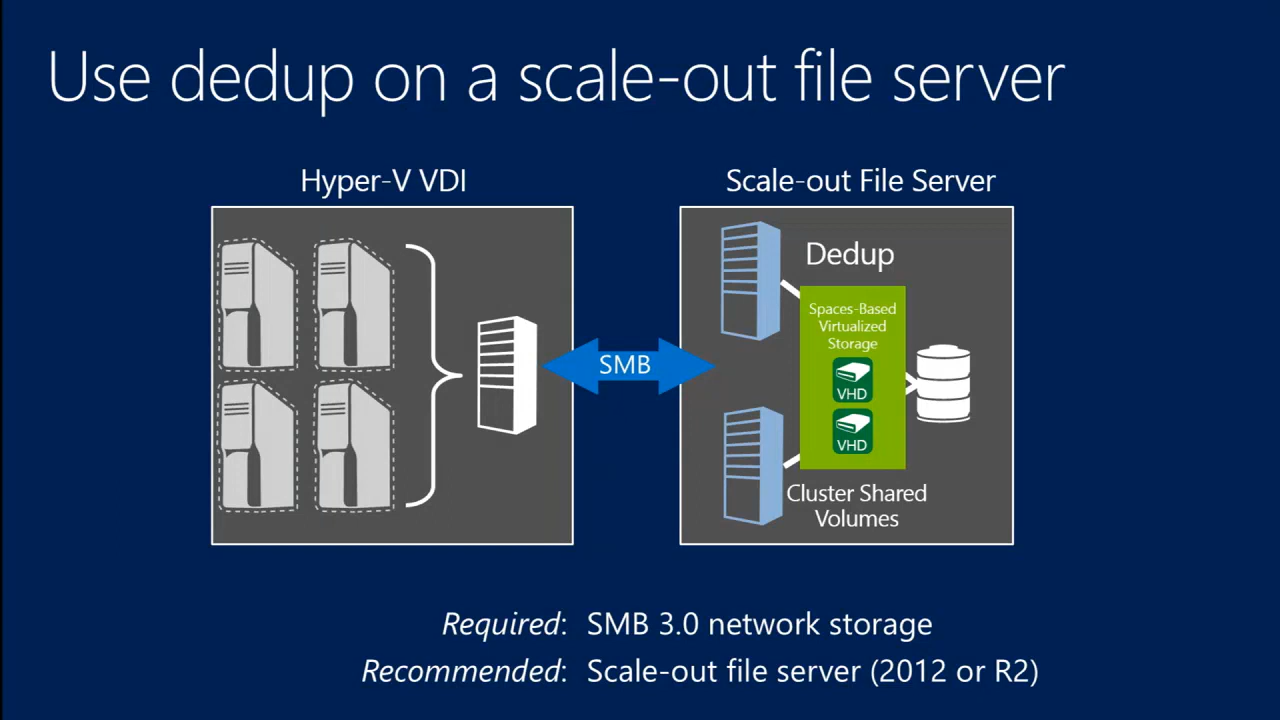 Use dedup on a scale-out file server
Hyper-V VDI
Scale-out File Server
SMB
Dedup
Spaces-Based
Virtualized
Storage
VHD
VHD
Cluster Shared
Volumes
Required: SMB 3.0 network storage
Recommended: Scale-out file server (2012 or R2)